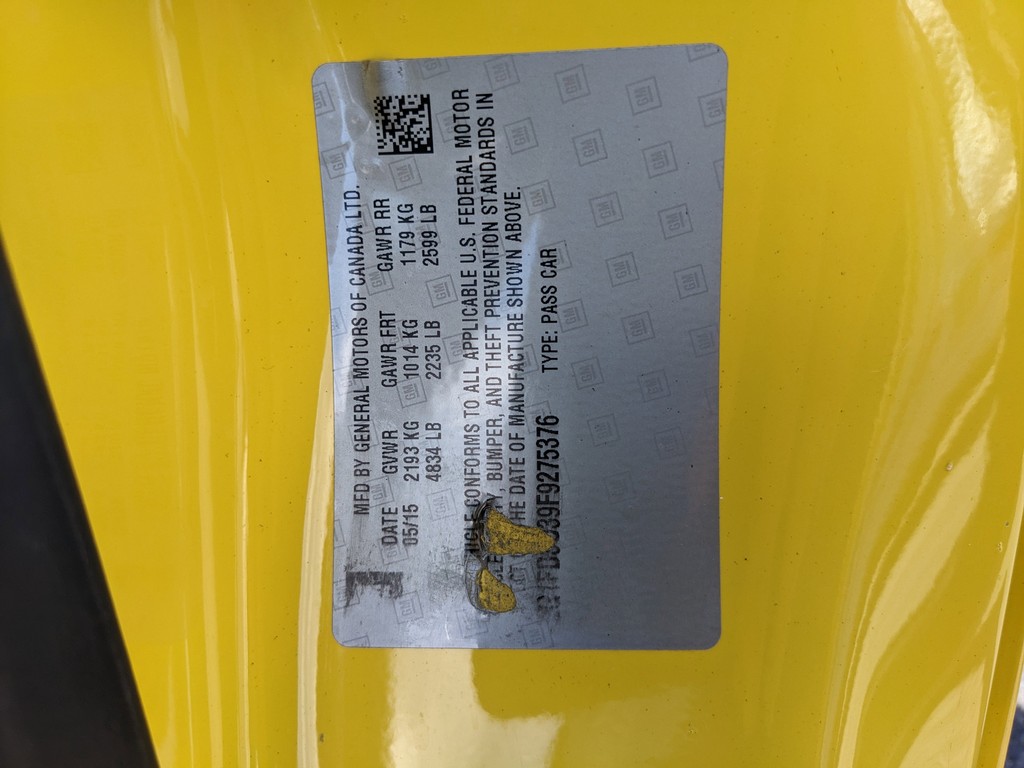 MFD BY GENERAL MOTORS OF CANADA LTD.
DATE GVWR GAWR FRT GAWR RR
05/15 2193 KG 1014 KG 1179 KG
4834 LB 2235 LB 2599 LB
CONFORMS TO ALL APPLICABLE U.S. FEDERAL MOTOR
BUMPER, AND THEFT PREVENTION STANDARDS IN
THE DATE OF MANUFACTURE SHOWN ABOVE.
39F9275376 TYPE: PASS CAR
GM